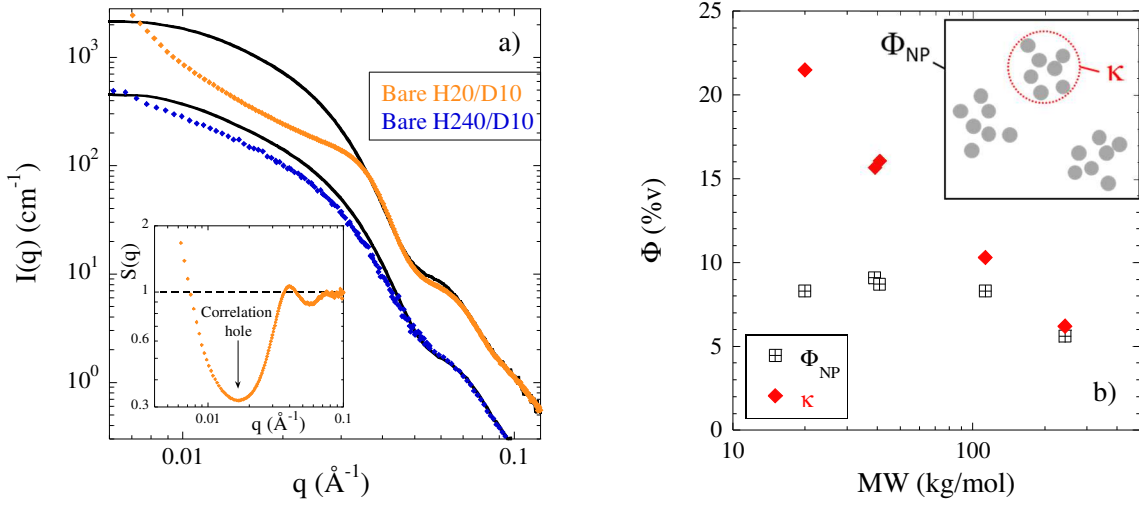 a)
Bare H20/D10
Bare H240/D10
I(q) (cm⁻¹)
10³
10²
10¹
10⁰
0.01
0.1
q (Å⁻¹)
S(q)
2
1
0.6
0.3
Correlation
hole
0.01
0.1
q (Å⁻¹)
b)
Φ (%v)
25
20
15
10
5
0
10
100
MW (kg/mol)
Φ_NP
κ
Φ_NP
κ